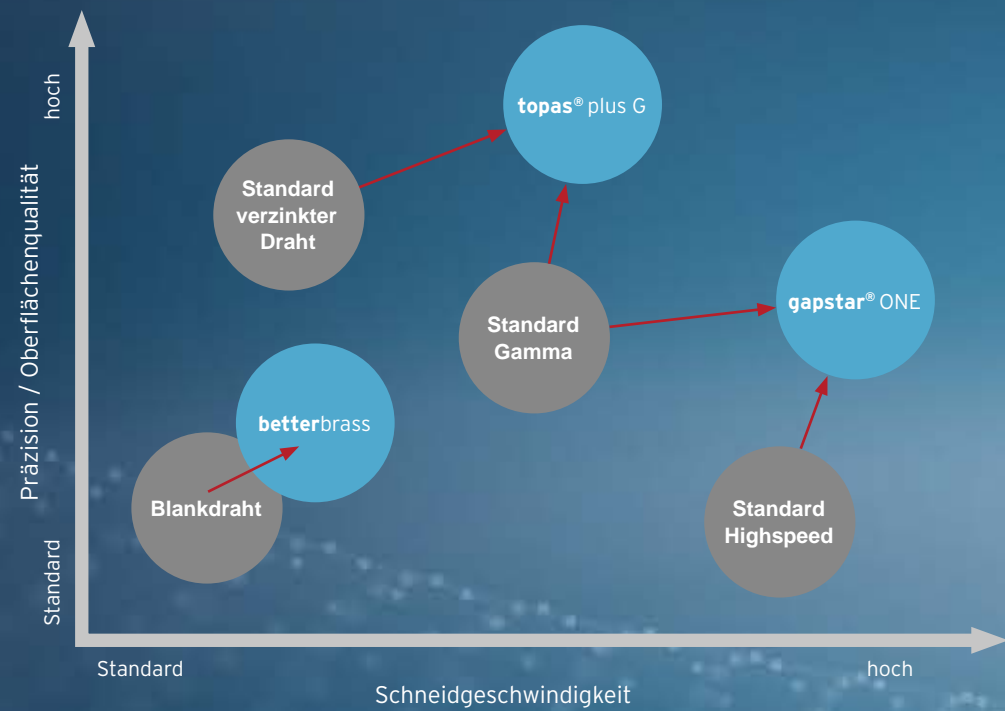 hoch
Präzision / Oberflächenqualität
Standard
topas® plus G
Standard
verzinkter
Draht
Standard
Gamma
gapstar® ONE
betterbrass
Blankdraht
Standard
Highspeed
Standard
hoch
Schneidgeschwindigkeit